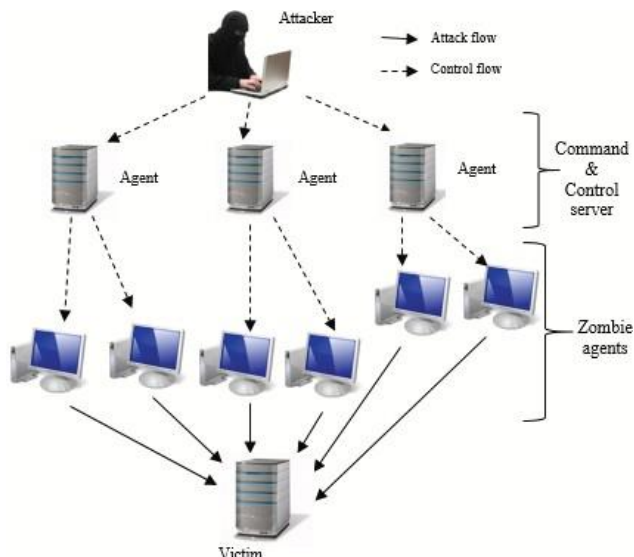 Attacker
Attack flow
Control flow
Agent
Agent
Agent
Command
&
Control
server
Zombie
agents
Victim